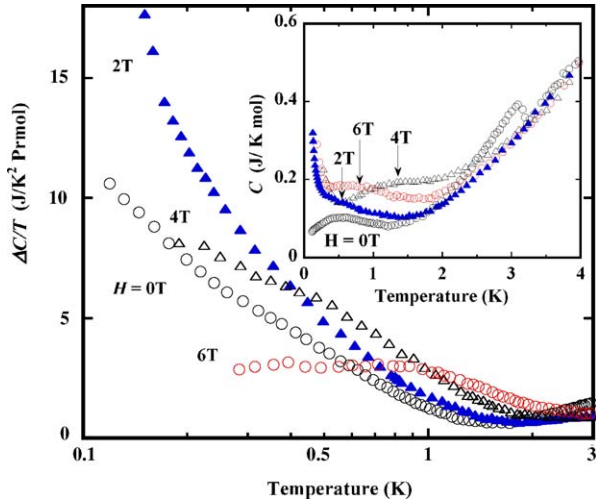 ΔC/T (J/K² Prmol)
15
10
5
0
2T
4T
H = 0T
6T
0.1
0.5
1
3
Temperature (K)
C (J/ K mol)
0.6
0.4
0.2
0
6T
4T
2T
H = 0T
0
1
2
3
4
Temperature (K)